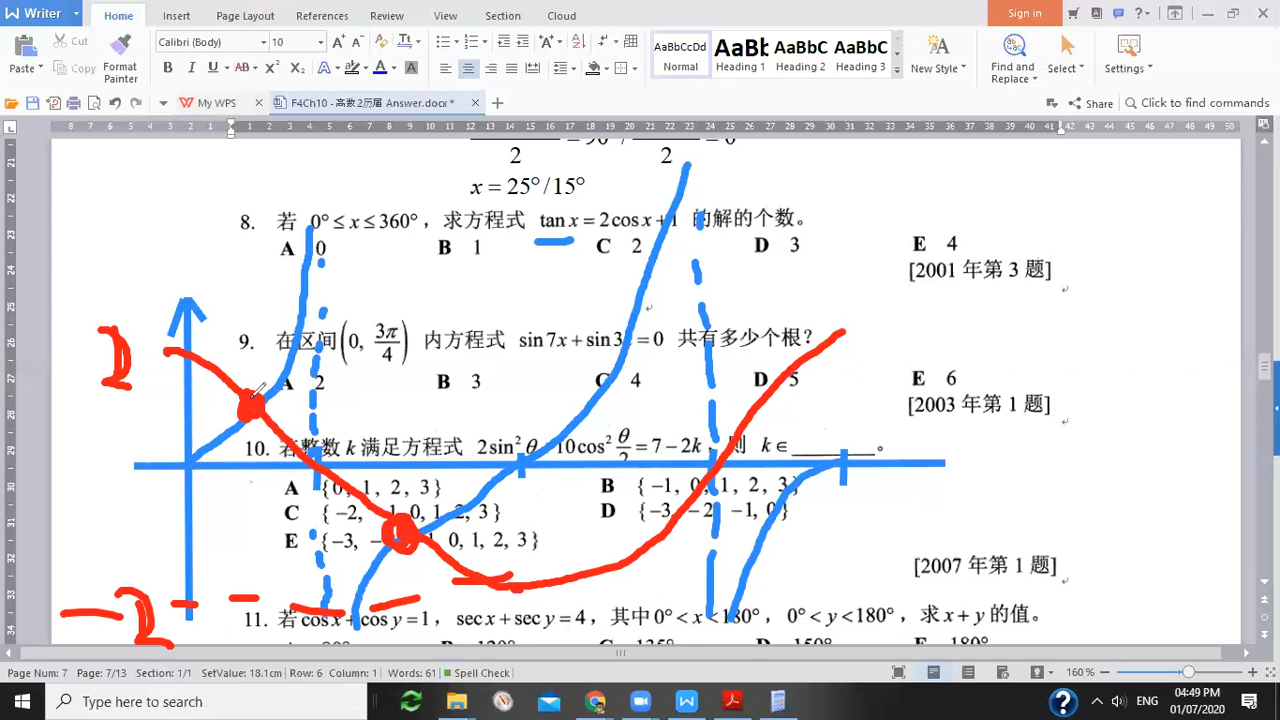 Writer
Home Insert Page Layout References Review View Section Cloud
Sign in
Paste
Cut
Copy
Format Painter
Calibri (Body) 10
B I U
AaBbCcDd Normal
AaBb Heading 1
AaBbC Heading 2
AaBbC Heading 3
New Style
Find and Replace
Select
Settings
My WPS
F4Ch10 - 高数 2历届 Answer.docx *
Share
Click to find commands
2 2
x = 25° / 15°
8. 若 0° ≤ x ≤ 360°，求方程式 tan x = 2cos x + 1 的解的个数。
A 0 B 1 C 2 D 3 E 4
[2001 年第 3 题]
9. 在区间(0, 3π/4) 内方程式 sin 7x + sin 3 = 0 共有多少个根？
A 2 B 3 C 4 D 5 E 6
[2003 年第 1 题]
10. 若整数 k 满足方程式 2sin² θ 10cos² θ/2 = 7 − 2k，则 k ∈ ________。
A {0, 1, 2, 3} B {−1, 0, 1, 2, 3}
C {−2, 1, 0, 1, 2, 3} D {−3, −2, −1, 0}
E {−3, 1, 0, 1, 2, 3}
[2007 年第 1 题]
11. 若 cos x + cos y = 1，sec x + sec y = 4，其中 0° < x < 180°，0° < y < 180°，求 x + y 的值。
2
-2
Page Num: 7 Page: 7/13 Section: 1/1 SetValue: 18.1cm Row: 6 Column: 1 Words: 61 Spell Check
160 %
Type here to search
ENG
04:49 PM
01/07/2020